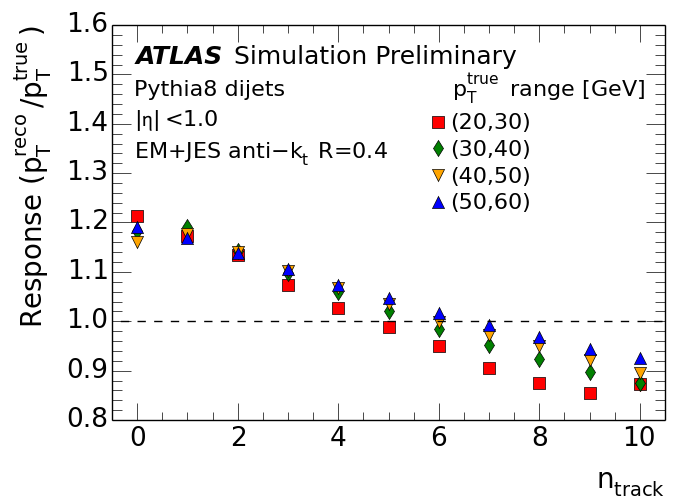 ATLAS Simulation Preliminary
Pythia8 dijets
|η| <1.0
EM+JES anti−kₜ R=0.4
p_T^true range [GeV]
(20,30)
(30,40)
(40,50)
(50,60)
Response (p_T^reco/p_T^true)
1.6
1.5
1.4
1.3
1.2
1.1
1.0
0.9
0.8
0 2 4 6 8 10
n_track